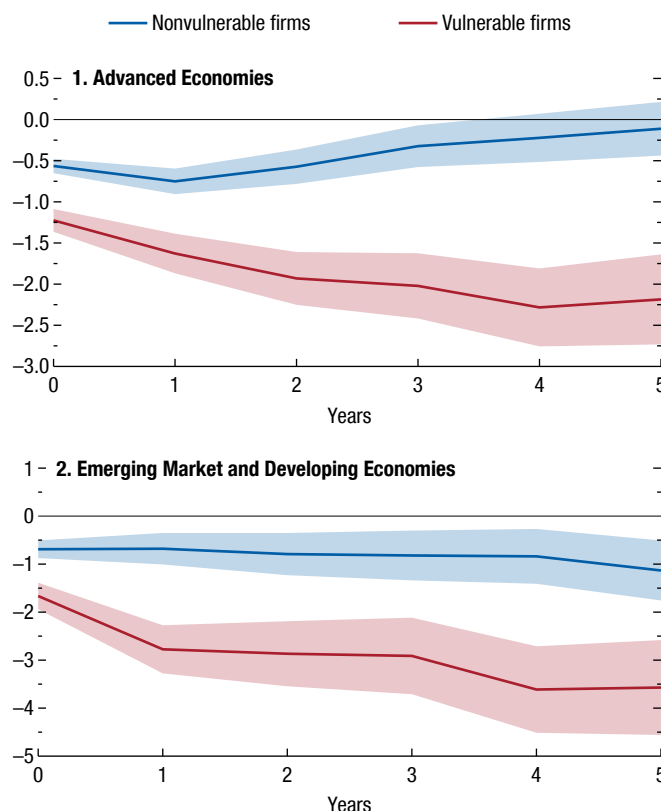 Nonvulnerable firms Vulnerable firms
1. Advanced Economies
0.5
0.0
–0.5
–1.0
–1.5
–2.0
–2.5
–3.0
0 1 2 3 4 5
Years
2. Emerging Market and Developing Economies
1
0
–1
–2
–3
–4
–5
0 1 2 3 4 5
Years